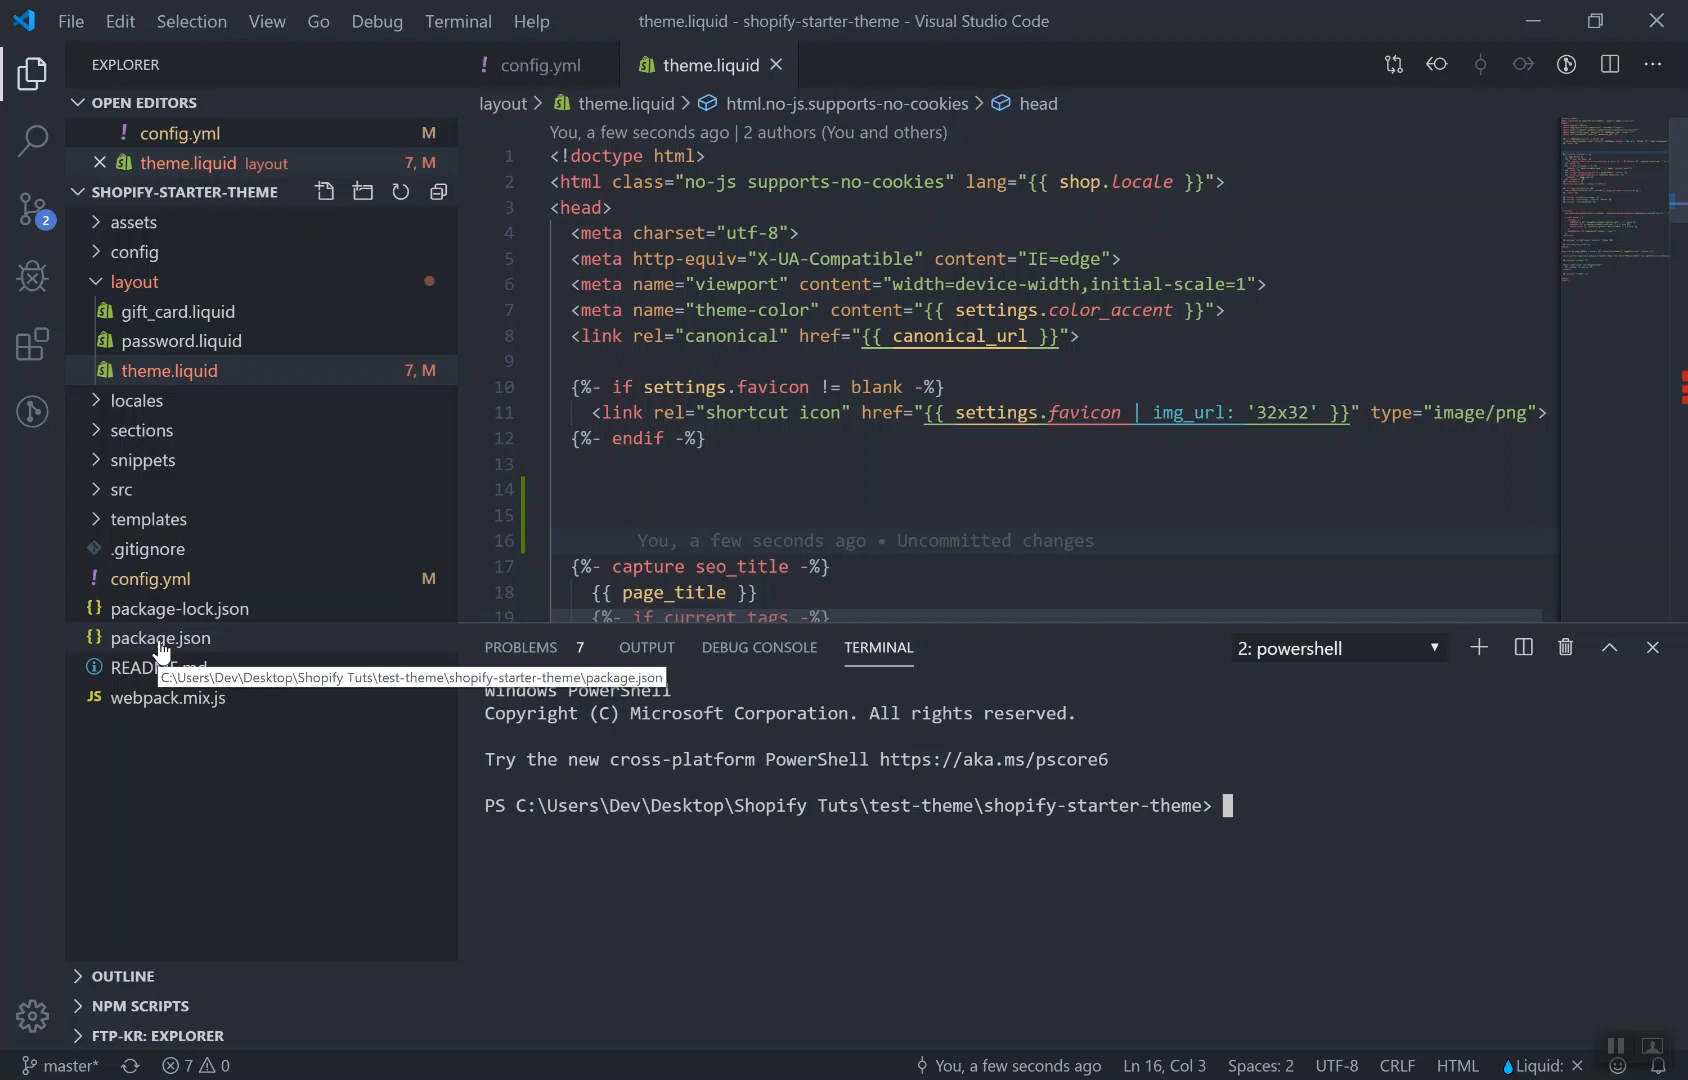 File Edit Selection View Go Debug Terminal Help
theme.liquid - shopify-starter-theme - Visual Studio Code
EXPLORER
OPEN EDITORS
! config.yml M
theme.liquid layout 7, M
SHOPIFY-STARTER-THEME
assets
config
layout
gift_card.liquid
password.liquid
theme.liquid 7, M
locales
sections
snippets
src
templates
.gitignore
! config.yml M
{} package-lock.json
{} package.json
README.md
JS webpack.mix.js
C:\Users\Dev\Desktop\Shopify Tuts\test-theme\shopify-starter-theme\package.json
OUTLINE
NPM SCRIPTS
FTP-KR: EXPLORER
2
! config.yml
theme.liquid
layout > theme.liquid > html.no-js.supports-no-cookies > head
You, a few seconds ago | 2 authors (You and others)
1 <!doctype html>
2 <html class="no-js supports-no-cookies" lang="{{ shop.locale }}">
3 <head>
4 <meta charset="utf-8">
5 <meta http-equiv="X-UA-Compatible" content="IE=edge">
6 <meta name="viewport" content="width=device-width,initial-scale=1">
7 <meta name="theme-color" content="{{ settings.color_accent }}">
8 <link rel="canonical" href="{{ canonical_url }}">
9
10 {%- if settings.favicon != blank -%}
11 <link rel="shortcut icon" href="{{ settings.favicon | img_url: '32x32' }}" type="image/png">
12 {%- endif -%}
13
14
15
16 You, a few seconds ago • Uncommitted changes
17 {%- capture seo_title -%}
18 {{ page_title }}
19 {%- if current_tags -%}
PROBLEMS 7 OUTPUT DEBUG CONSOLE TERMINAL
2: powershell
Windows PowerShell
Copyright (C) Microsoft Corporation. All rights reserved.
Try the new cross-platform PowerShell https://aka.ms/pscore6
PS C:\Users\Dev\Desktop\Shopify Tuts\test-theme\shopify-starter-theme>
master* 7 0
You, a few seconds ago Ln 16, Col 3 Spaces: 2 UTF-8 CRLF HTML Liquid: